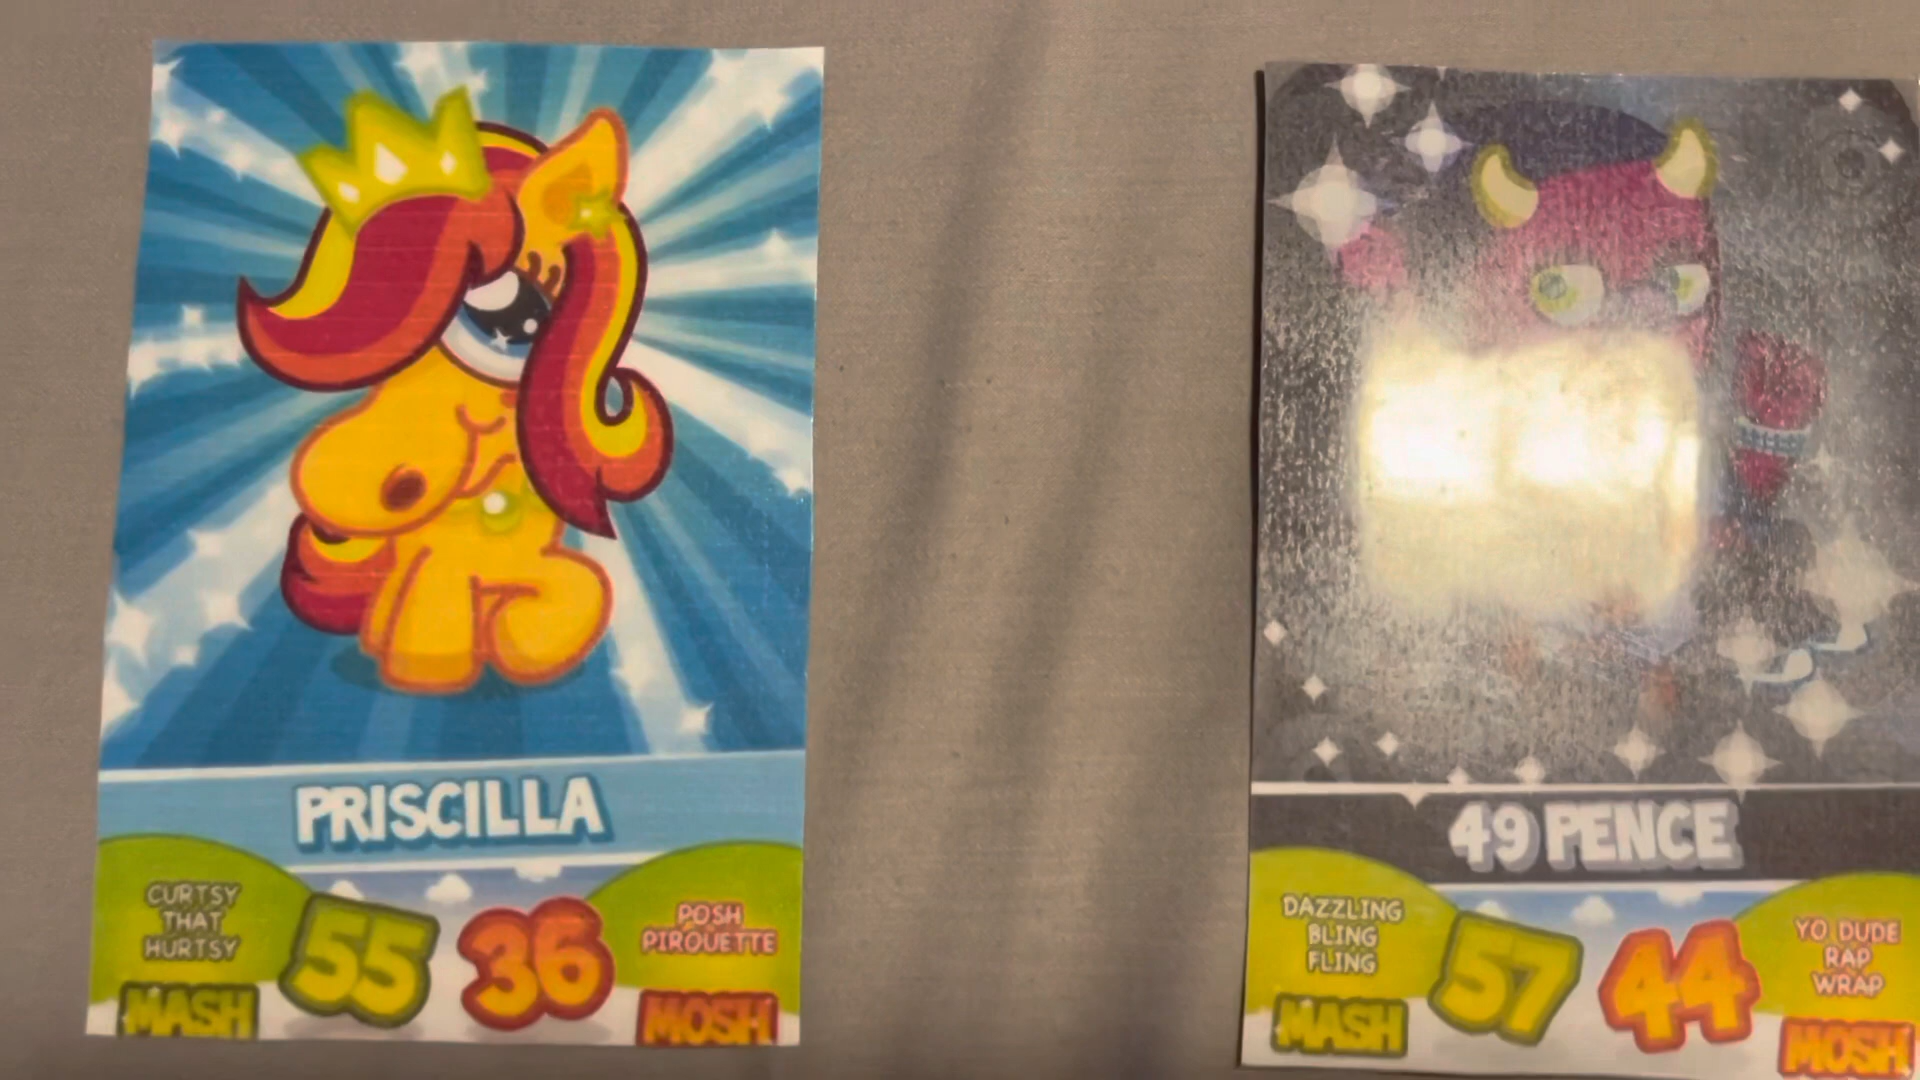 PRISCILLA
CURTSY
THAT
HURTSY
MASH
55
36
POSH
PIROUETTE
MOSH
49 PENCE
DAZZLING
BLING
FLING
MASH
57
44
YO DUDE
RAP
WRAP
MOSH